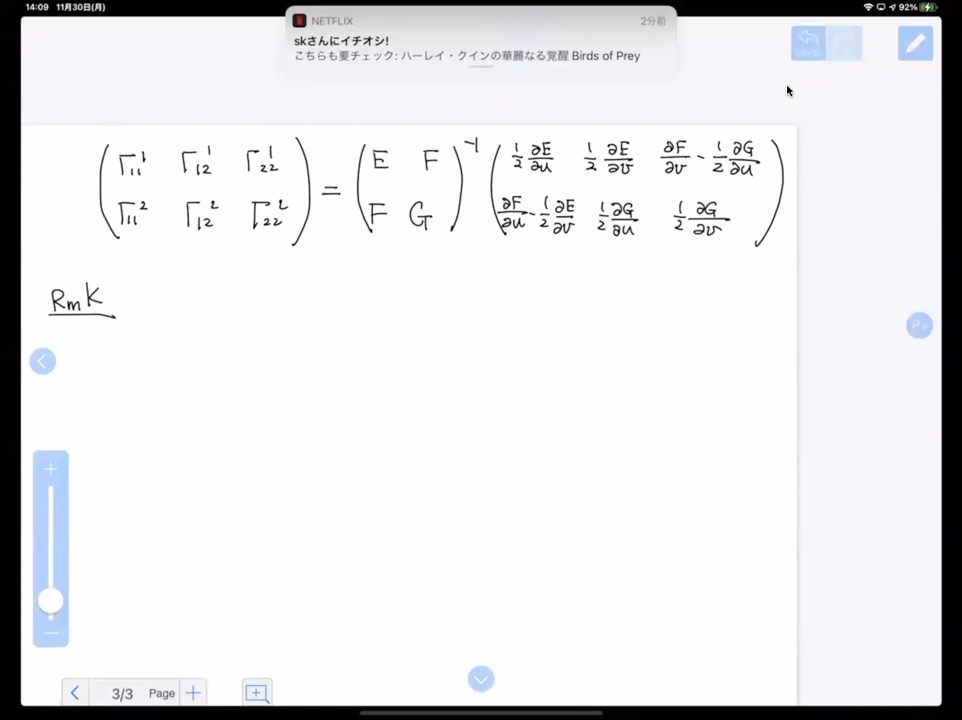 14:09 11月30日(月) 92%
NETFLIX 2分前
skさんにイチオシ!
こちらも要チェック: ハーレイ・クインの華麗なる覚醒 Birds of Prey
Undo
( Γ₁₁¹ Γ₁₂¹ Γ₂₂¹ ) = ( E F )⁻¹ ( ½ ∂E/∂u ½ ∂E/∂v ∂F/∂v - ½ ∂G/∂u )
( Γ₁₁² Γ₁₂² Γ₂₂² ) ( F G ) ( ∂F/∂u - ½ ∂E/∂v ½ ∂G/∂u ½ ∂G/∂v )
Rmk
P+
3/3 Page